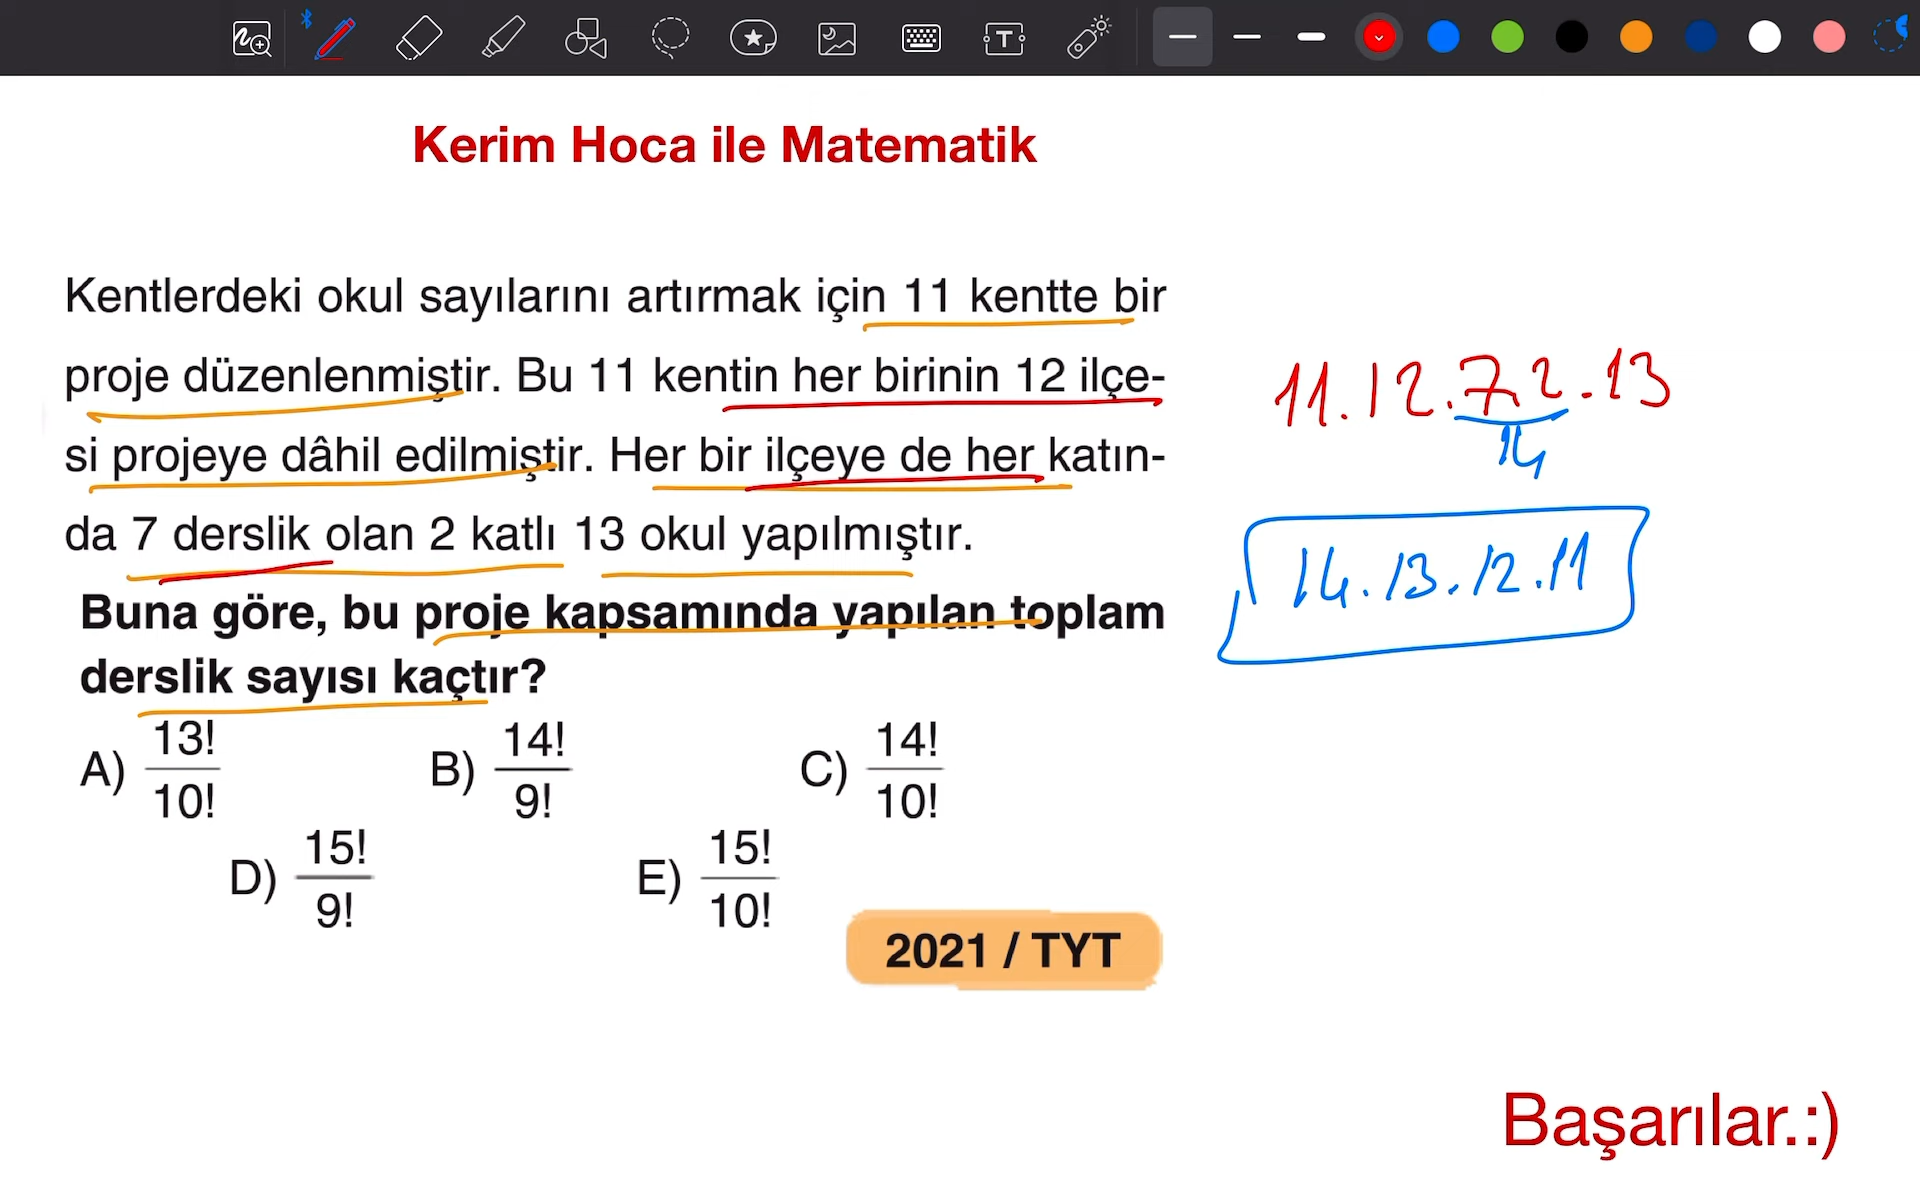 Kerim Hoca ile Matematik
Kentlerdeki okul sayılarını artırmak için 11 kentte bir
proje düzenlenmiştir. Bu 11 kentin her birinin 12 ilçe-
si projeye dâhil edilmiştir. Her bir ilçeye de her katın-
da 7 derslik olan 2 katlı 13 okul yapılmıştır.
Buna göre, bu proje kapsamında yapılan toplam
derslik sayısı kaçtır?
A) 13!/10! B) 14!/9! C) 14!/10!
D) 15!/9! E) 15!/10!
2021 / TYT
11.12.7.2.13
14
14.13.12.11
Başarılar.:)